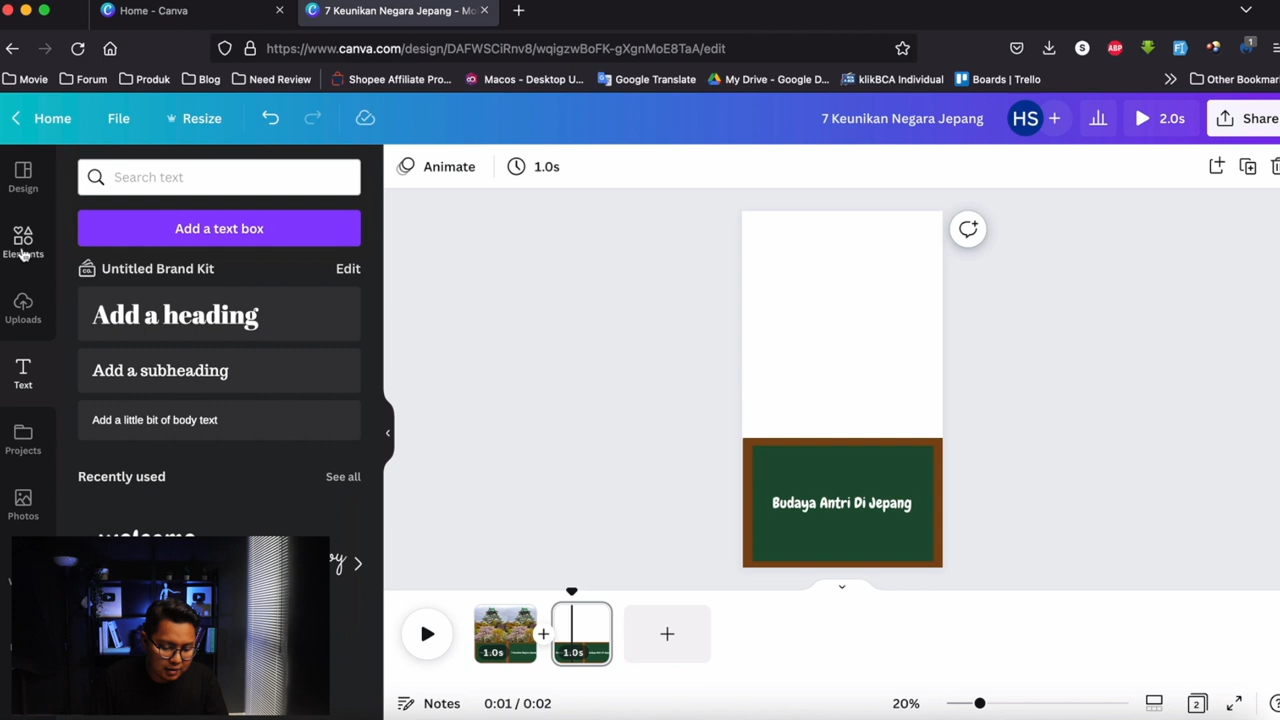 Home - Canva
7 Keunikan Negara Jepang - Mo
https://www.canva.com/design/DAFWSCiRnv8/wqigzwBoFK-gXgnMoE8TaA/edit
S
ABP
1
Movie
Forum
Produk
Blog
Need Review
Shopee Affiliate Pro...
Macos - Desktop U...
Google Translate
My Drive - Google D...
klikBCA Individual
Boards | Trello
Other Bookmar
Home
File
Resize
7 Keunikan Negara Jepang
HS
2.0s
Share
Design
Elements
Uploads
Text
Projects
Photos
Search text
Add a text box
Untitled Brand Kit
Edit
Add a heading
Add a subheading
Add a little bit of body text
Recently used
See all
welcome
Animate
1.0s
Budaya Antri Di Jepang
1.0s
1.0s
Notes
0:01 / 0:02
20%
2